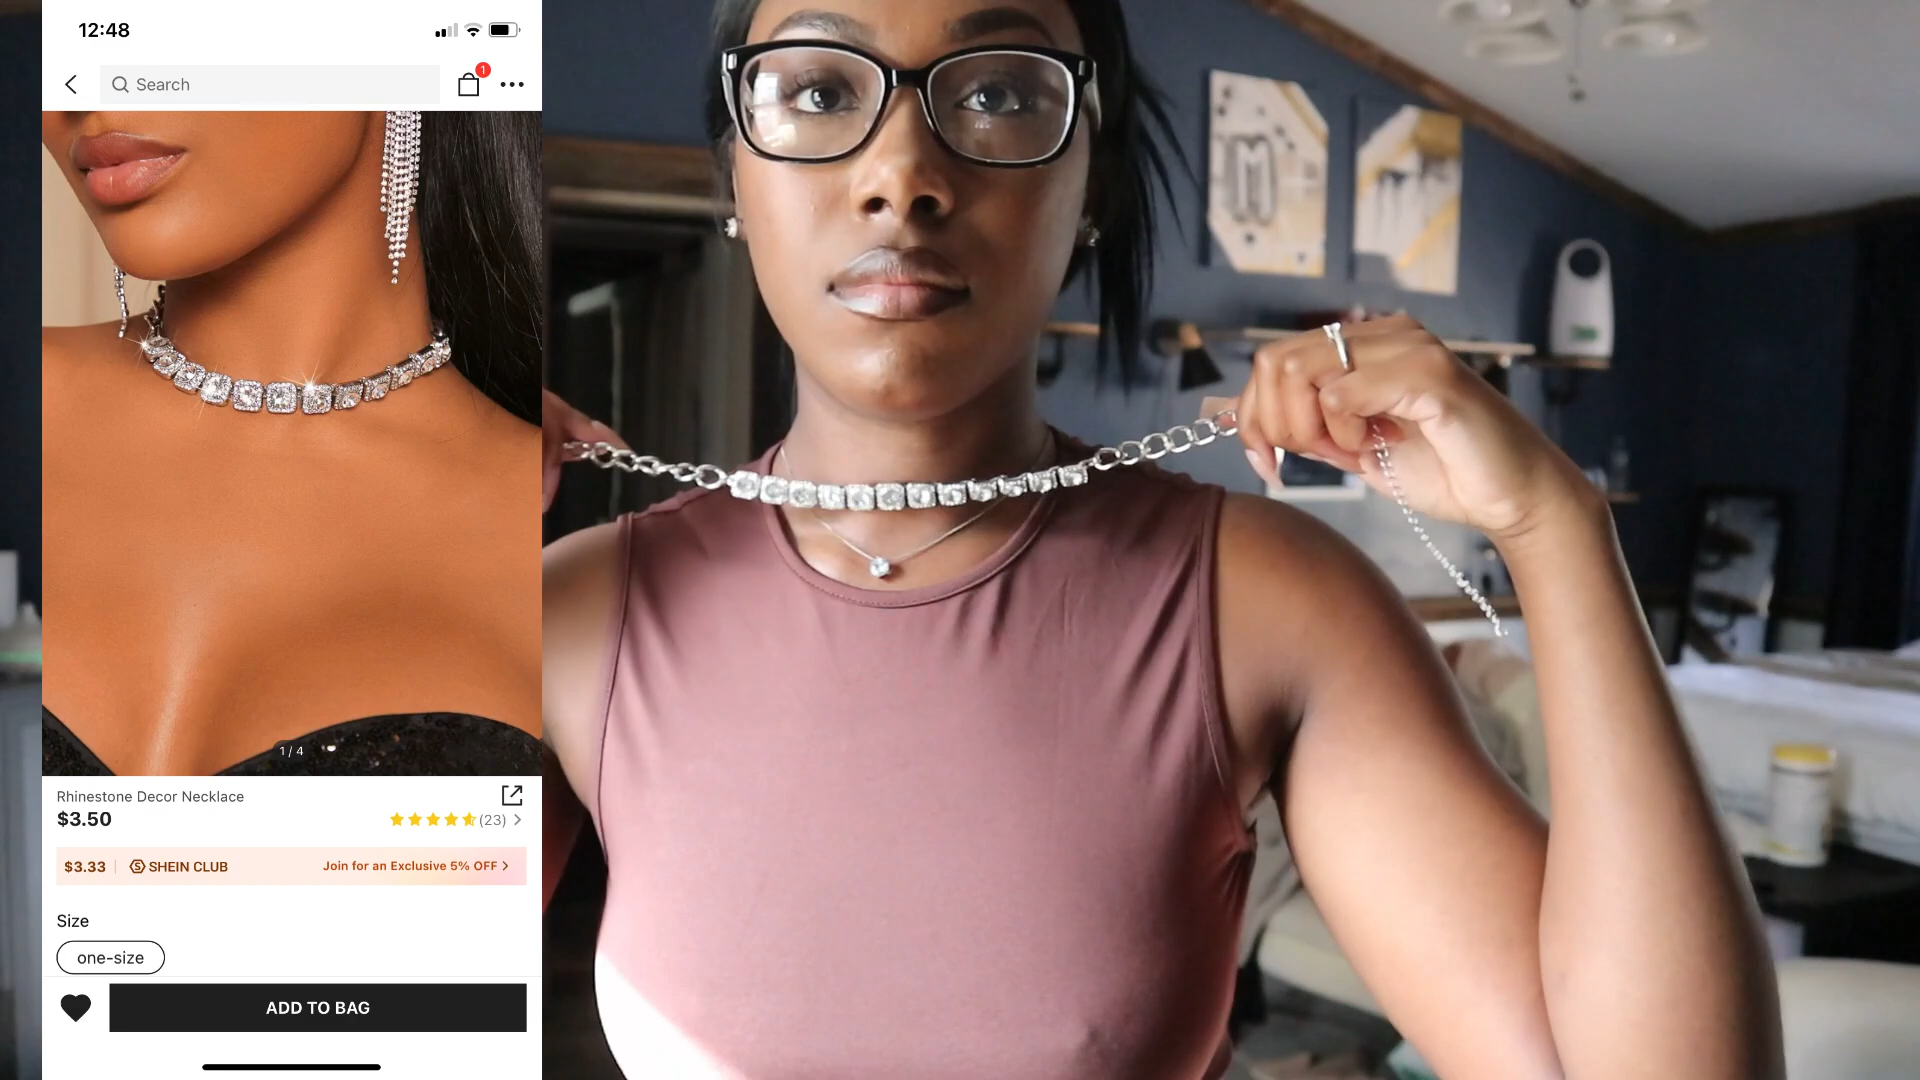 12:48
Search
1
1 / 4
Rhinestone Decor Necklace
$3.50
(23)
$3.33 | SHEIN CLUB Join for an Exclusive 5% OFF
Size
one-size
ADD TO BAG
M